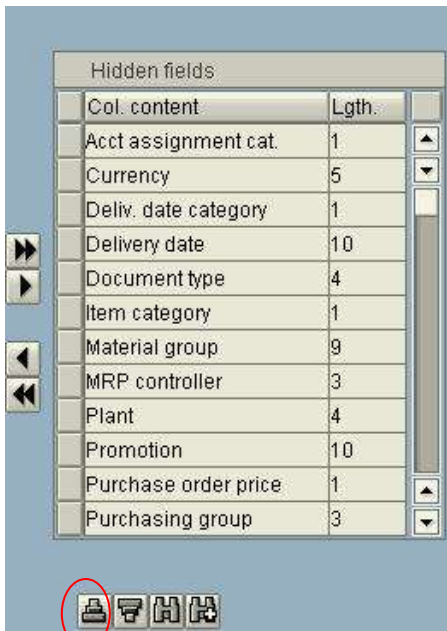 Hidden fields
Col. content Lgth.
Acct assignment cat. 1
Currency 5
Deliv. date category 1
Delivery date 10
Document type 4
Item category 1
Material group 9
MRP controller 3
Plant 4
Promotion 10
Purchase order price 1
Purchasing group 3